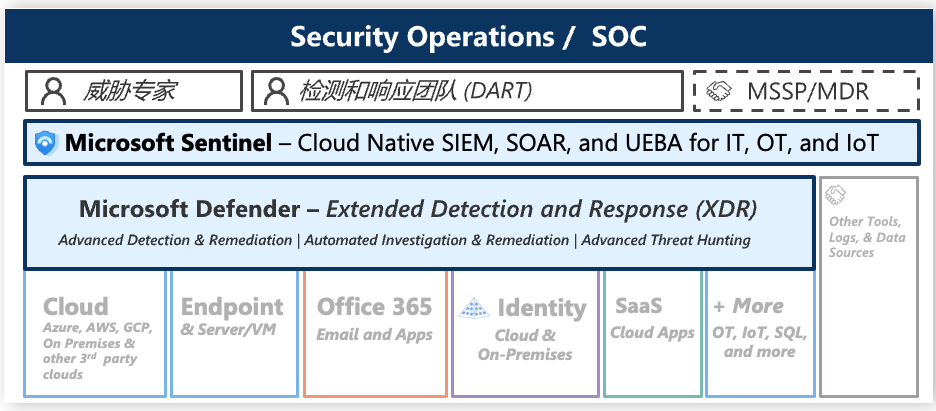 Security Operations / SOC
威胁专家
检测和响应团队 (DART)
MSSP/MDR
Microsoft Sentinel – Cloud Native SIEM, SOAR, and UEBA for IT, OT, and IoT
Microsoft Defender – Extended Detection and Response (XDR)
Advanced Detection & Remediation | Automated Investigation & Remediation | Advanced Threat Hunting
Other Tools,
Logs, & Data
Sources
Cloud
Azure, AWS, GCP,
On Premises &
other 3rd party
clouds
Endpoint
& Server/VM
Office 365
Email and Apps
Identity
Cloud &
On-Premises
SaaS
Cloud Apps
+ More
OT, IoT, SQL,
and more